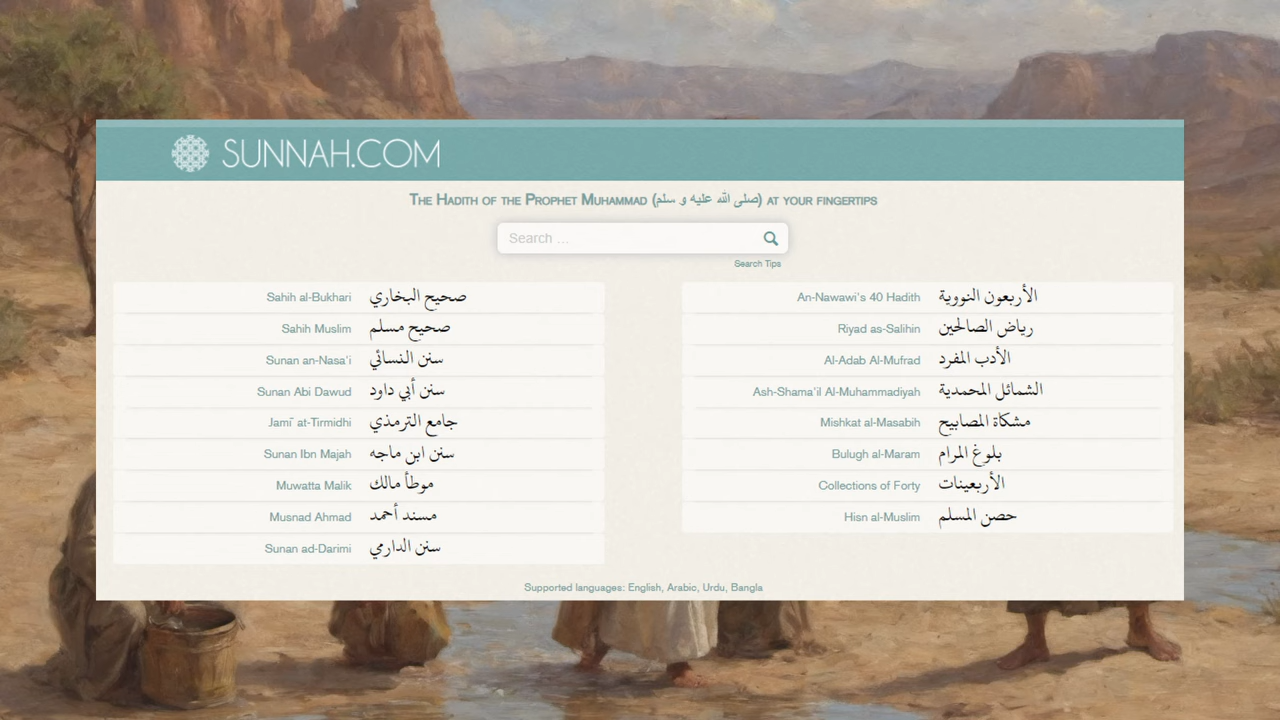 SUNNAH.COM
The Hadith of the Prophet Muhammad (صلى الله عليه و سلم) at your fingertips
Search ...
Search Tips
Sahih al-Bukhari صحيح البخاري
Sahih Muslim صحيح مسلم
Sunan an-Nasa'i سنن النسائي
Sunan Abi Dawud سنن أبي داود
Jami` at-Tirmidhi جامع الترمذي
Sunan Ibn Majah سنن ابن ماجه
Muwatta Malik موطأ مالك
Musnad Ahmad مسند أحمد
Sunan ad-Darimi سنن الدارمي
An-Nawawi's 40 Hadith الأربعون النووية
Riyad as-Salihin رياض الصالحين
Al-Adab Al-Mufrad الأدب المفرد
Ash-Shama'il Al-Muhammadiyah الشمائل المحمدية
Mishkat al-Masabih مشكاة المصابيح
Bulugh al-Maram بلوغ المرام
Collections of Forty الأربعينات
Hisn al-Muslim حصن المسلم
Supported languages: English, Arabic, Urdu, Bangla